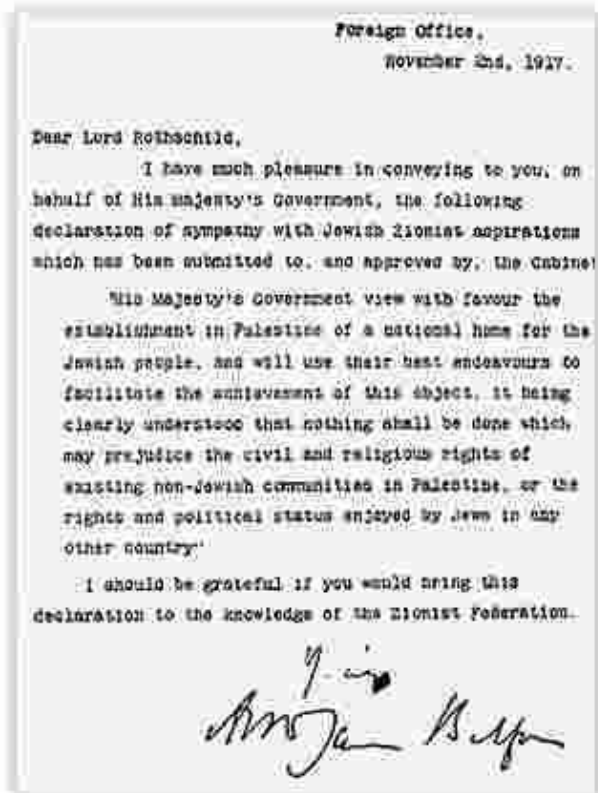 Foreign Office,
November 2nd, 1917.
Dear Lord Rothschild,
I have much pleasure in conveying to you, on
behalf of His Majesty's Government, the following
declaration of sympathy with Jewish Zionist aspirations
which has been submitted to, and approved by, the Cabinet
"His Majesty's Government view with favour the
establishment in Palestine of a national home for the
Jewish people, and will use their best endeavours to
facilitate the achievement of this object, it being
clearly understood that nothing shall be done which
may prejudice the civil and religious rights of
existing non-Jewish communities in Palestine, or the
rights and political status enjoyed by Jews in any
other country"
I should be grateful if you would bring this
declaration to the knowledge of the Zionist Federation.
Arthur James Balfour